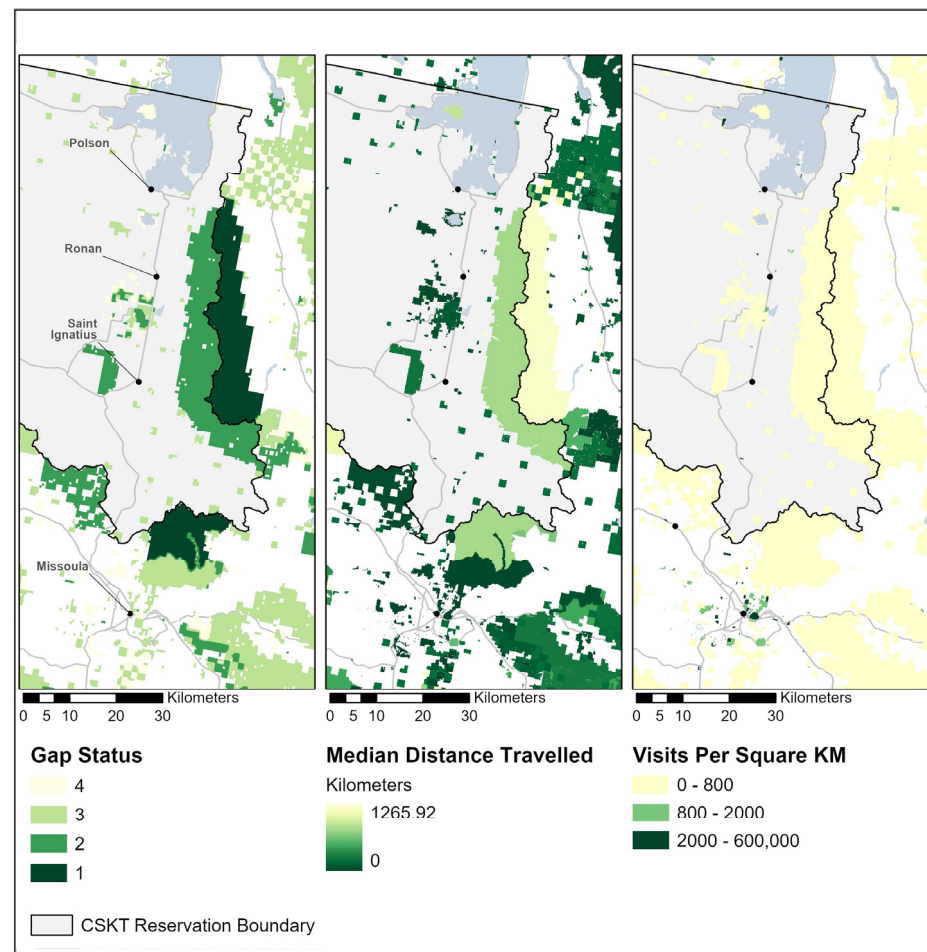 Polson
Ronan
Saint
Ignatius
Missoula
Kilometers
0 5 10 20 30
Kilometers
0 5 10 20 30
Kilometers
0 5 10 20 30
Gap Status
4
3
2
1
Median Distance Travelled
Kilometers
1265.92
0
Visits Per Square KM
0 - 800
800 - 2000
2000 - 600,000
CSKT Reservation Boundary